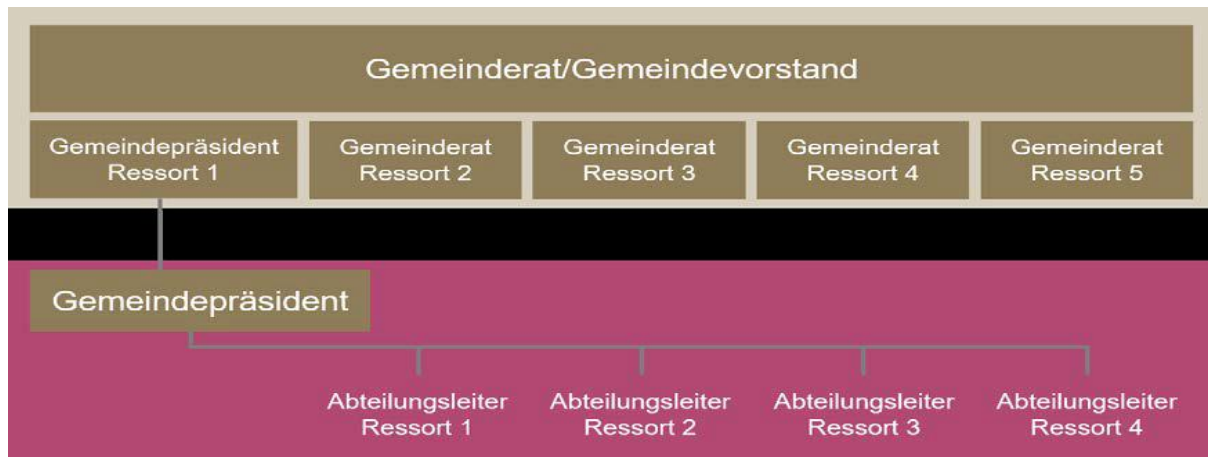 Gemeinderat/Gemeindevorstand
Gemeindepräsident
Ressort 1
Gemeinderat
Ressort 2
Gemeinderat
Ressort 3
Gemeinderat
Ressort 4
Gemeinderat
Ressort 5
Gemeindepräsident
Abteilungsleiter
Ressort 1
Abteilungsleiter
Ressort 2
Abteilungsleiter
Ressort 3
Abteilungsleiter
Ressort 4